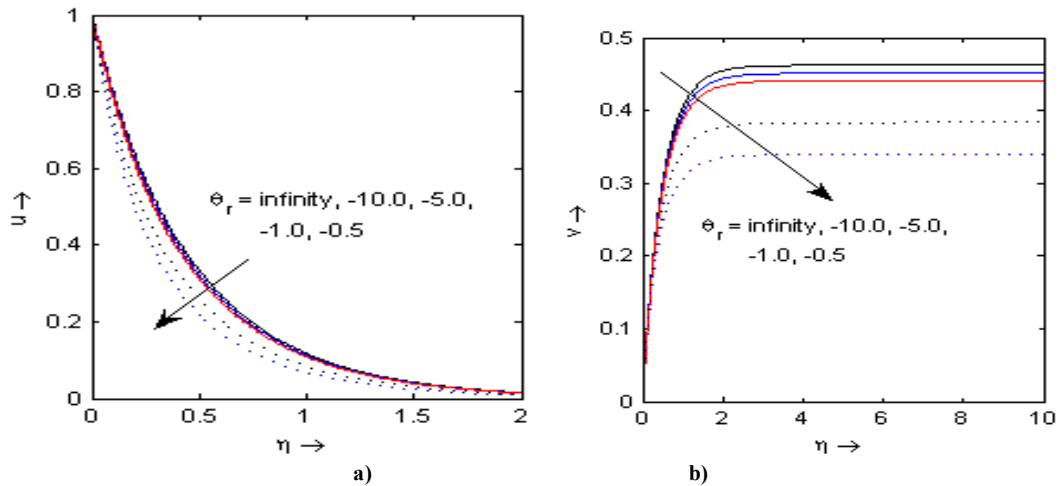 1
0.8
0.6
0.4
0.2
0
u →
θr = infinity, -10.0, -5.0,
-1.0, -0.5
0 0.5 1 1.5 2
η →
a)
0.5
0.4
0.3
0.2
0.1
0
v →
θr = infinity, -10.0, -5.0,
-1.0, -0.5
0 2 4 6 8 10
η →
b)